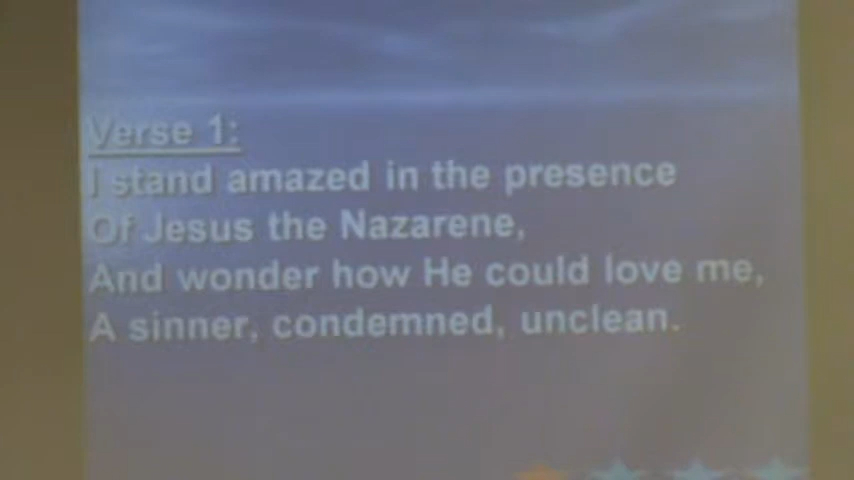 Verse 1:
I stand amazed in the presence
Of Jesus the Nazarene,
And wonder how He could love me,
A sinner, condemned, unclean.